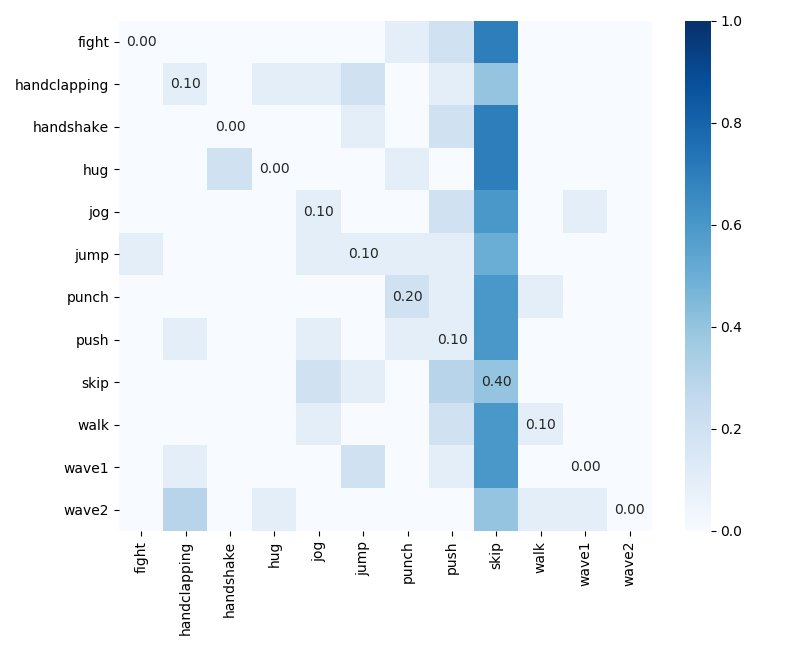 fight
0.00
1.0
handclapping
0.10
handshake
0.00
0.8
hug
0.00
jog
0.10
0.6
jump
0.10
punch
0.20
0.4
push
0.10
skip
0.40
walk
0.10
0.2
wave1
0.00
wave2
0.00
0.0
fight
handclapping
handshake
hug
jog
jump
punch
push
skip
walk
wave1
wave2